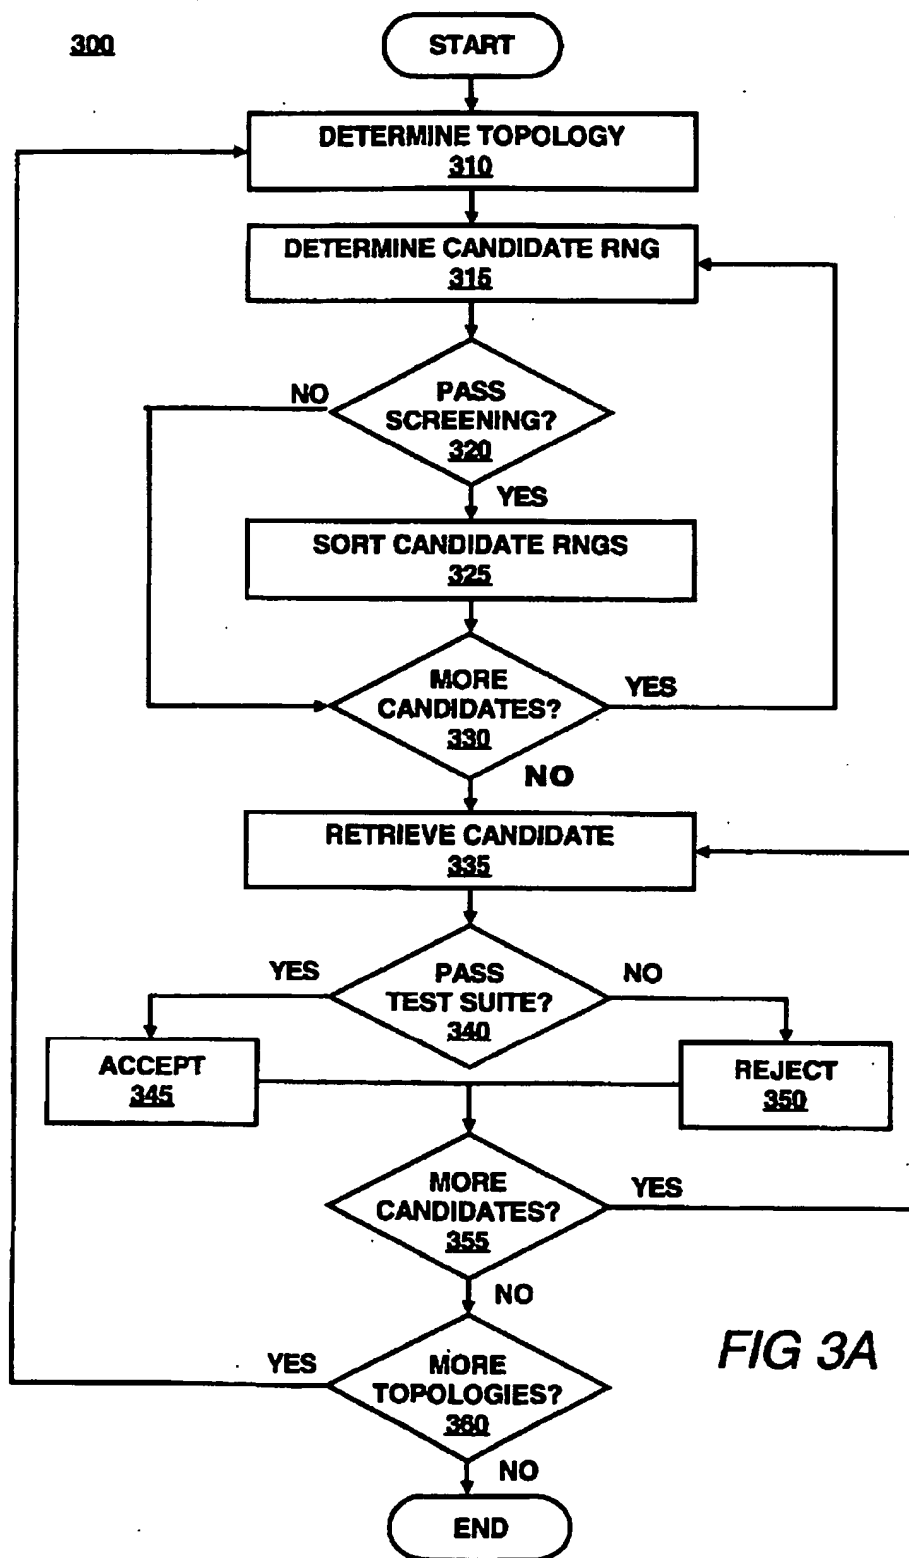 300
START
DETERMINE TOPOLOGY
310
DETERMINE CANDIDATE RNG
315
NO
PASS
SCREENING?
320
YES
SORT CANDIDATE RNGS
325
MORE
CANDIDATES?
330
YES
NO
RETRIEVE CANDIDATE
335
YES
PASS
TEST SUITE?
340
NO
ACCEPT
345
REJECT
350
MORE
CANDIDATES?
355
YES
NO
FIG 3A
YES
MORE
TOPOLOGIES?
360
NO
END